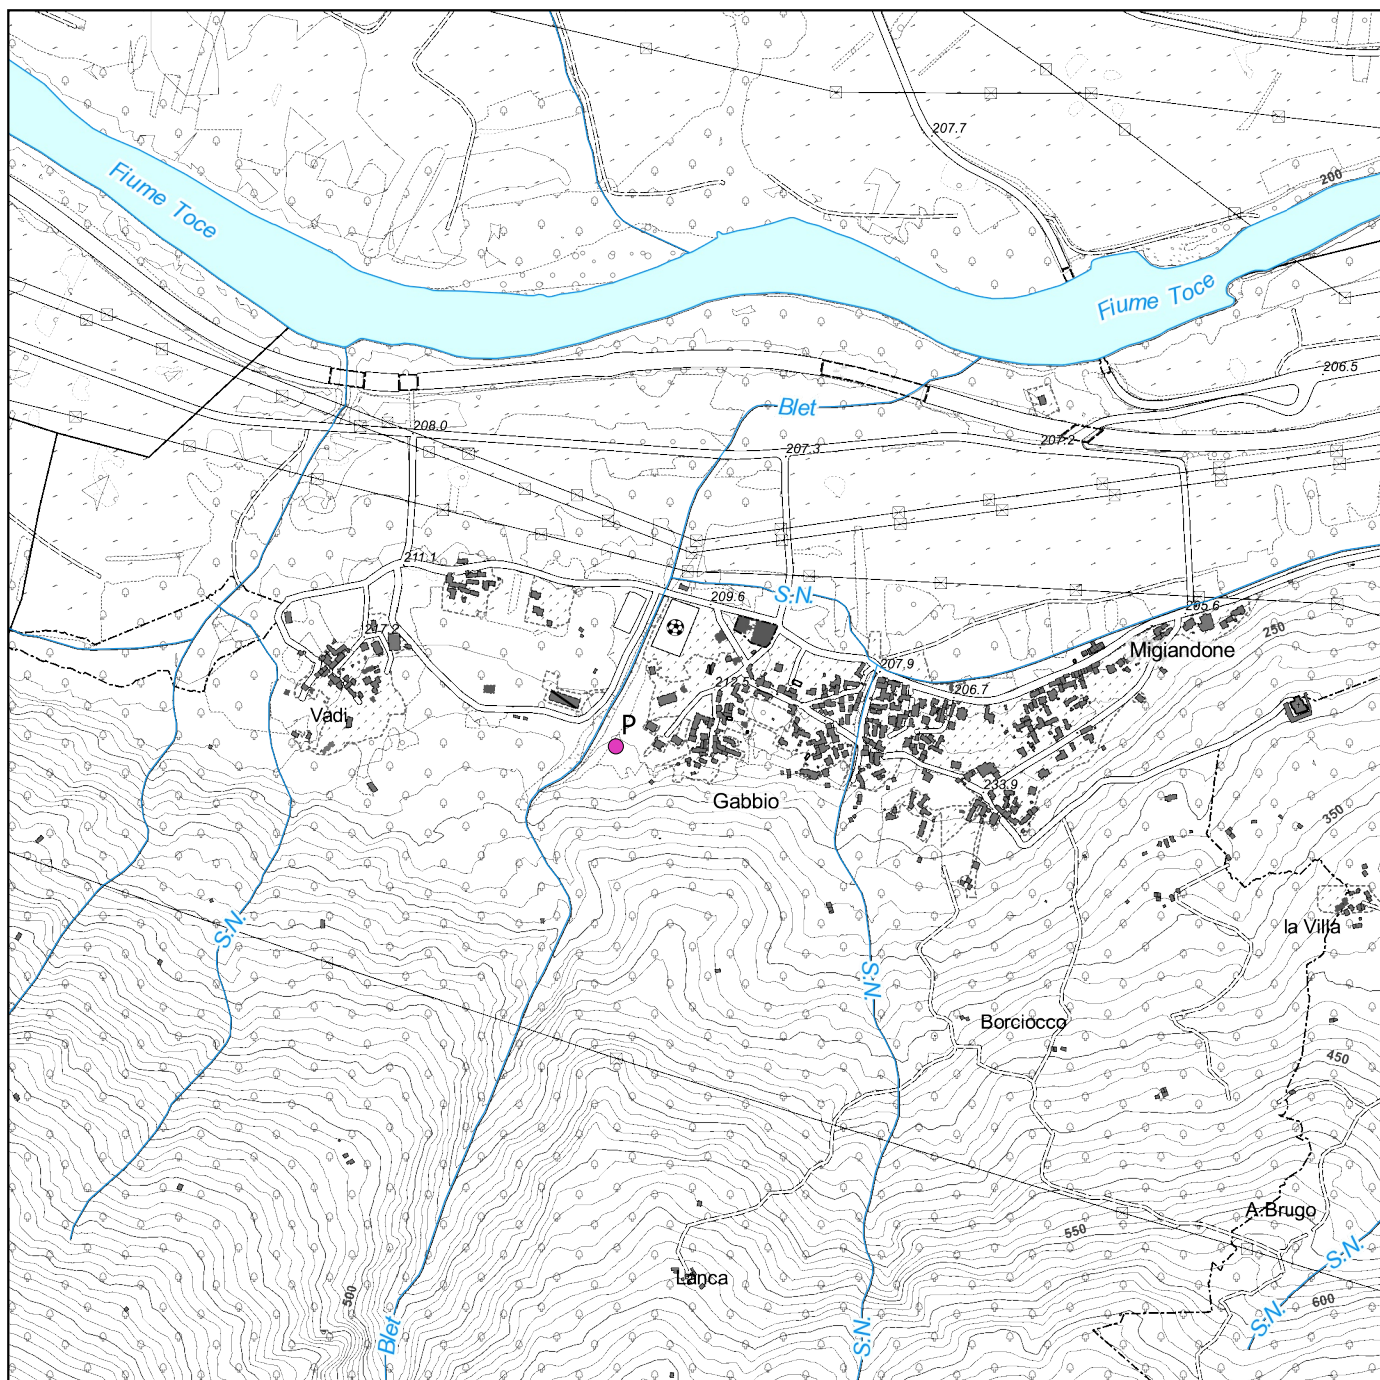 207.7
200
Fiume Toce
Fiume Toce
206.5
Blet
208.0
207.3
207.2
211.1
S.N.
209.6
205.6
250
217.2
Migiandone
207.9
212.5
206.7
Vadi
P
233.9
Gabbio
350
la Villa
S.N.
S.N.
Borciocco
450
A.Brugo
550
S.N.
Lanca
500
600
S.N.
Blet
S.N.